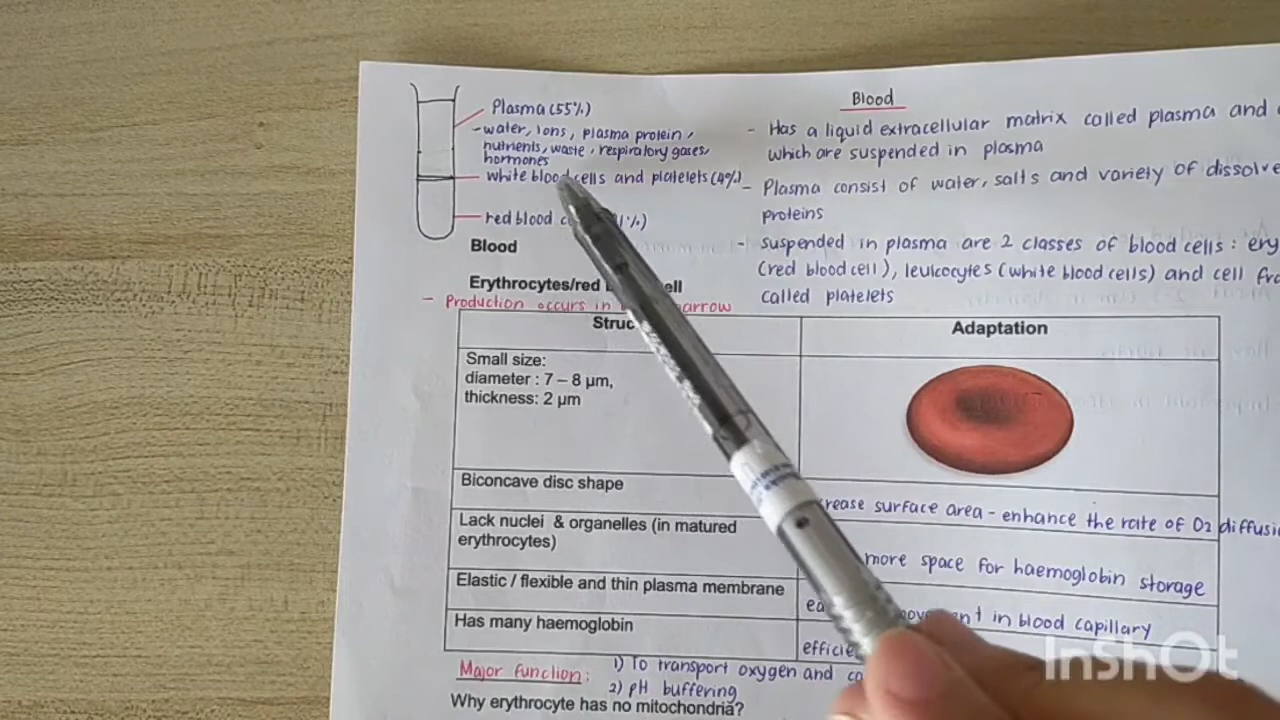 Plasma (55%)
- water, ions, plasma protein,
nutrients, waste, respiratory gases,
hormones
white blood cells and platelets (4%)
red blood
Blood
Erythrocytes/red
- Production occurs in
Blood
- Has a liquid extracellular matrix called plasma and
which are suspended in plasma
- Plasma consist of water, salts and variety of
proteins
- suspended in plasma are 2 classes of blood cells :
(red blood cell), leukocytes (white blood cells) and cell
called platelets
Adaptation
Small size:
diameter : 7 – 8 µm,
thickness: 2 µm
Biconcave disc shape
surface area - enhance the rate of O2
Lack nuclei & organelles (in matured
erythrocytes)
more space for haemoglobin storage
Elastic / flexible and thin plasma membrane
in blood capillary
Has many haemoglobin
Major function:
1) To transport oxygen and
2) pH buffering
Why erythrocyte has no mitochondria?
InShOt